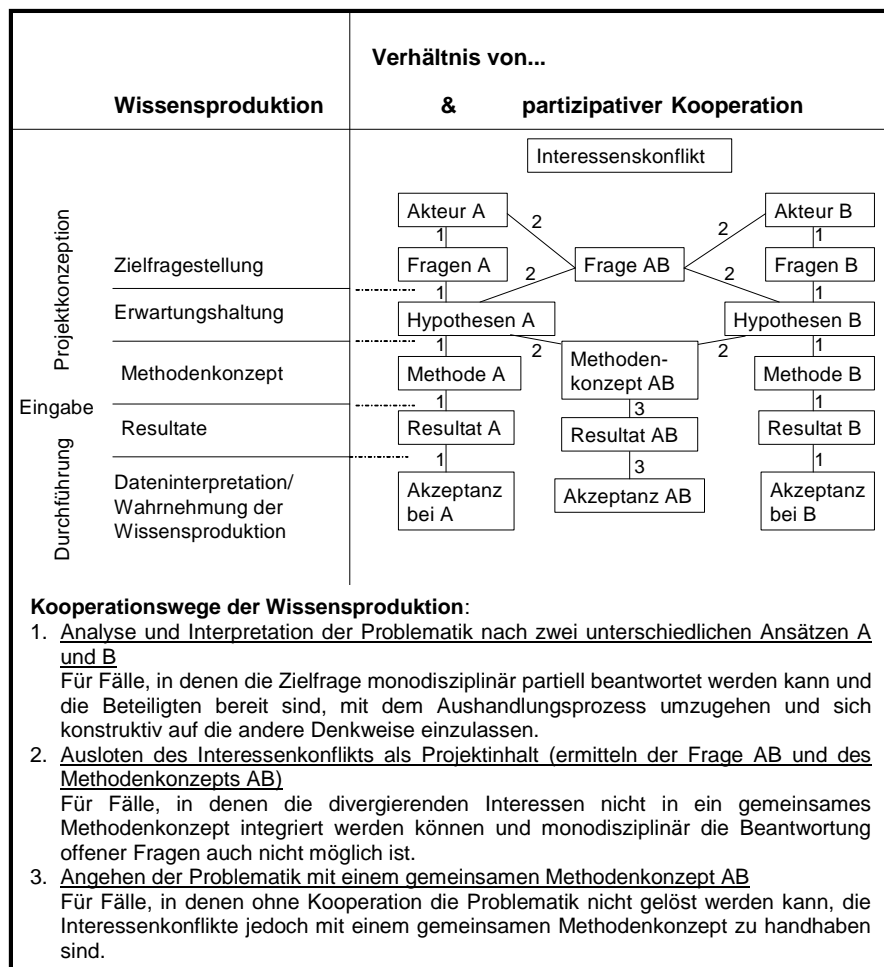 Verhältnis von...
Wissensproduktion & partizipativer Kooperation
Interessenskonflikt
Akteur A Akteur B
2 2
1 1
Projektkonzeption
Zielfragestellung Fragen A Frage AB Fragen B
1 2 2 1
Erwartungshaltung Hypothesen A Hypothesen B
1 2 2 1
Methodenkonzept Methode A Methoden-
konzept AB Methode B
Eingabe 1 3 1
Resultate Resultat A Resultat AB Resultat B
1 3 1
Durchführung
Dateninterpretation/ Akzeptanz Akzeptanz AB Akzeptanz
Wahrnehmung der bei A bei B
Wissensproduktion
Kooperationswege der Wissensproduktion:
1. Analyse und Interpretation der Problematik nach zwei unterschiedlichen Ansätzen A
und B
Für Fälle, in denen die Zielfrage monodisziplinär partiell beantwortet werden kann und
die Beteiligten bereit sind, mit dem Aushandlungsprozess umzugehen und sich
konstruktiv auf die andere Denkweise einzulassen.
2. Ausloten des Interessenkonflikts als Projektinhalt (ermitteln der Frage AB und des
Methodenkonzepts AB)
Für Fälle, in denen die divergierenden Interessen nicht in ein gemeinsames
Methodenkonzept integriert werden können und monodisziplinär die Beantwortung
offener Fragen auch nicht möglich ist.
3. Angehen der Problematik mit einem gemeinsamen Methodenkonzept AB
Für Fälle, in denen ohne Kooperation die Problematik nicht gelöst werden kann, die
Interessenkonflikte jedoch mit einem gemeinsamen Methodenkonzept zu handhaben
sind.